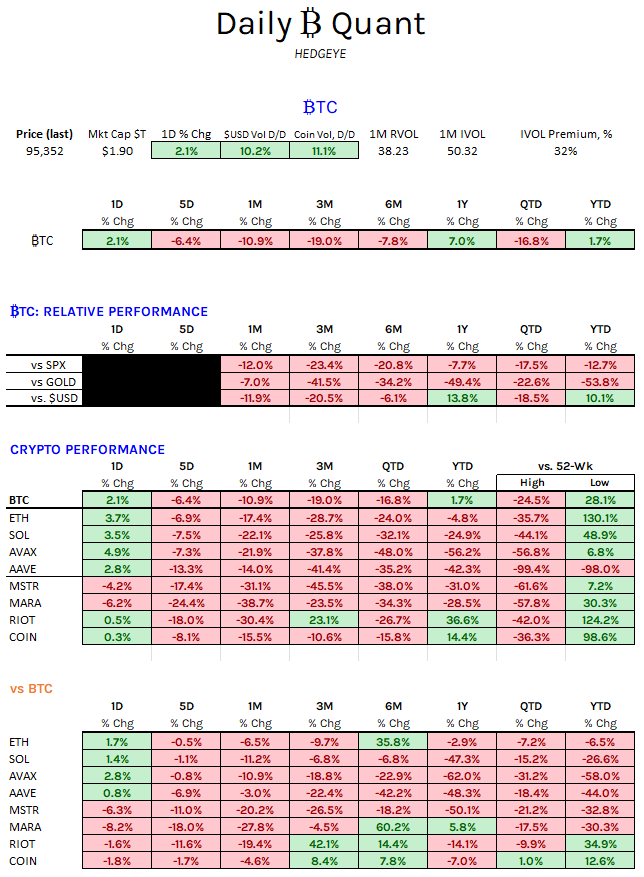 Daily ₿ Quant
HEDGEYE
₿TC
Price (last) Mkt Cap $T 1D % Chg $USD Vol D/D Coin Vol, D/D 1M RVOL 1M IVOL IVOL Premium, %
95,352 $1.90 2.1% 10.2% 11.1% 38.23 50.32 32%
1D 5D 1M 3M 6M 1Y QTD YTD
% Chg % Chg % Chg % Chg % Chg % Chg % Chg % Chg
₿TC 2.1% -6.4% -10.9% -19.0% -7.8% 7.0% -16.8% 1.7%
₿TC: RELATIVE PERFORMANCE
1D 5D 1M 3M 6M 1Y QTD YTD
% Chg % Chg % Chg % Chg % Chg % Chg % Chg % Chg
vs SPX -12.0% -23.4% -20.8% -7.7% -17.5% -12.7%
vs GOLD -7.0% -41.5% -34.2% -49.4% -22.6% -53.8%
vs. $USD -11.9% -20.5% -6.1% 13.8% -18.5% 10.1%
CRYPTO PERFORMANCE
1D 5D 1M 3M QTD YTD vs. 52-Wk
% Chg % Chg % Chg % Chg % Chg % Chg High Low
BTC 2.1% -6.4% -10.9% -19.0% -16.8% 1.7% -24.5% 28.1%
ETH 3.7% -6.9% -17.4% -28.7% -24.0% -4.8% -35.7% 130.1%
SOL 3.5% -7.5% -22.1% -25.8% -32.1% -24.9% -44.1% 48.9%
AVAX 4.9% -7.3% -21.9% -37.8% -48.0% -56.2% -56.8% 6.8%
AAVE 2.8% -13.3% -14.0% -41.4% -35.2% -42.3% -99.4% -98.0%
MSTR -4.2% -17.4% -31.1% -45.5% -38.0% -31.0% -61.6% 7.2%
MARA -6.2% -24.4% -38.7% -23.5% -34.3% -28.5% -57.8% 30.3%
RIOT 0.5% -18.0% -30.4% 23.1% -26.7% 36.6% -42.0% 124.2%
COIN 0.3% -8.1% -15.5% -10.6% -15.8% 14.4% -36.3% 98.6%
vs BTC
1D 5D 1M 3M 6M 1Y QTD YTD
% Chg % Chg % Chg % Chg % Chg % Chg % Chg % Chg
ETH 1.7% -0.5% -6.5% -9.7% 35.8% -2.9% -7.2% -6.5%
SOL 1.4% -1.1% -11.2% -6.8% -6.8% -47.3% -15.2% -26.6%
AVAX 2.8% -0.8% -10.9% -18.8% -22.9% -62.0% -31.2% -58.0%
AAVE 0.8% -6.9% -3.0% -22.4% -42.2% -48.3% -18.4% -44.0%
MSTR -6.3% -11.0% -20.2% -26.5% -18.2% -50.1% -21.2% -32.8%
MARA -8.2% -18.0% -27.8% -4.5% 60.2% 5.8% -17.5% -30.3%
RIOT -1.6% -11.6% -19.4% 42.1% 14.4% -14.1% -9.9% 34.9%
COIN -1.8% -1.7% -4.6% 8.4% 7.8% -7.0% 1.0% 12.6%